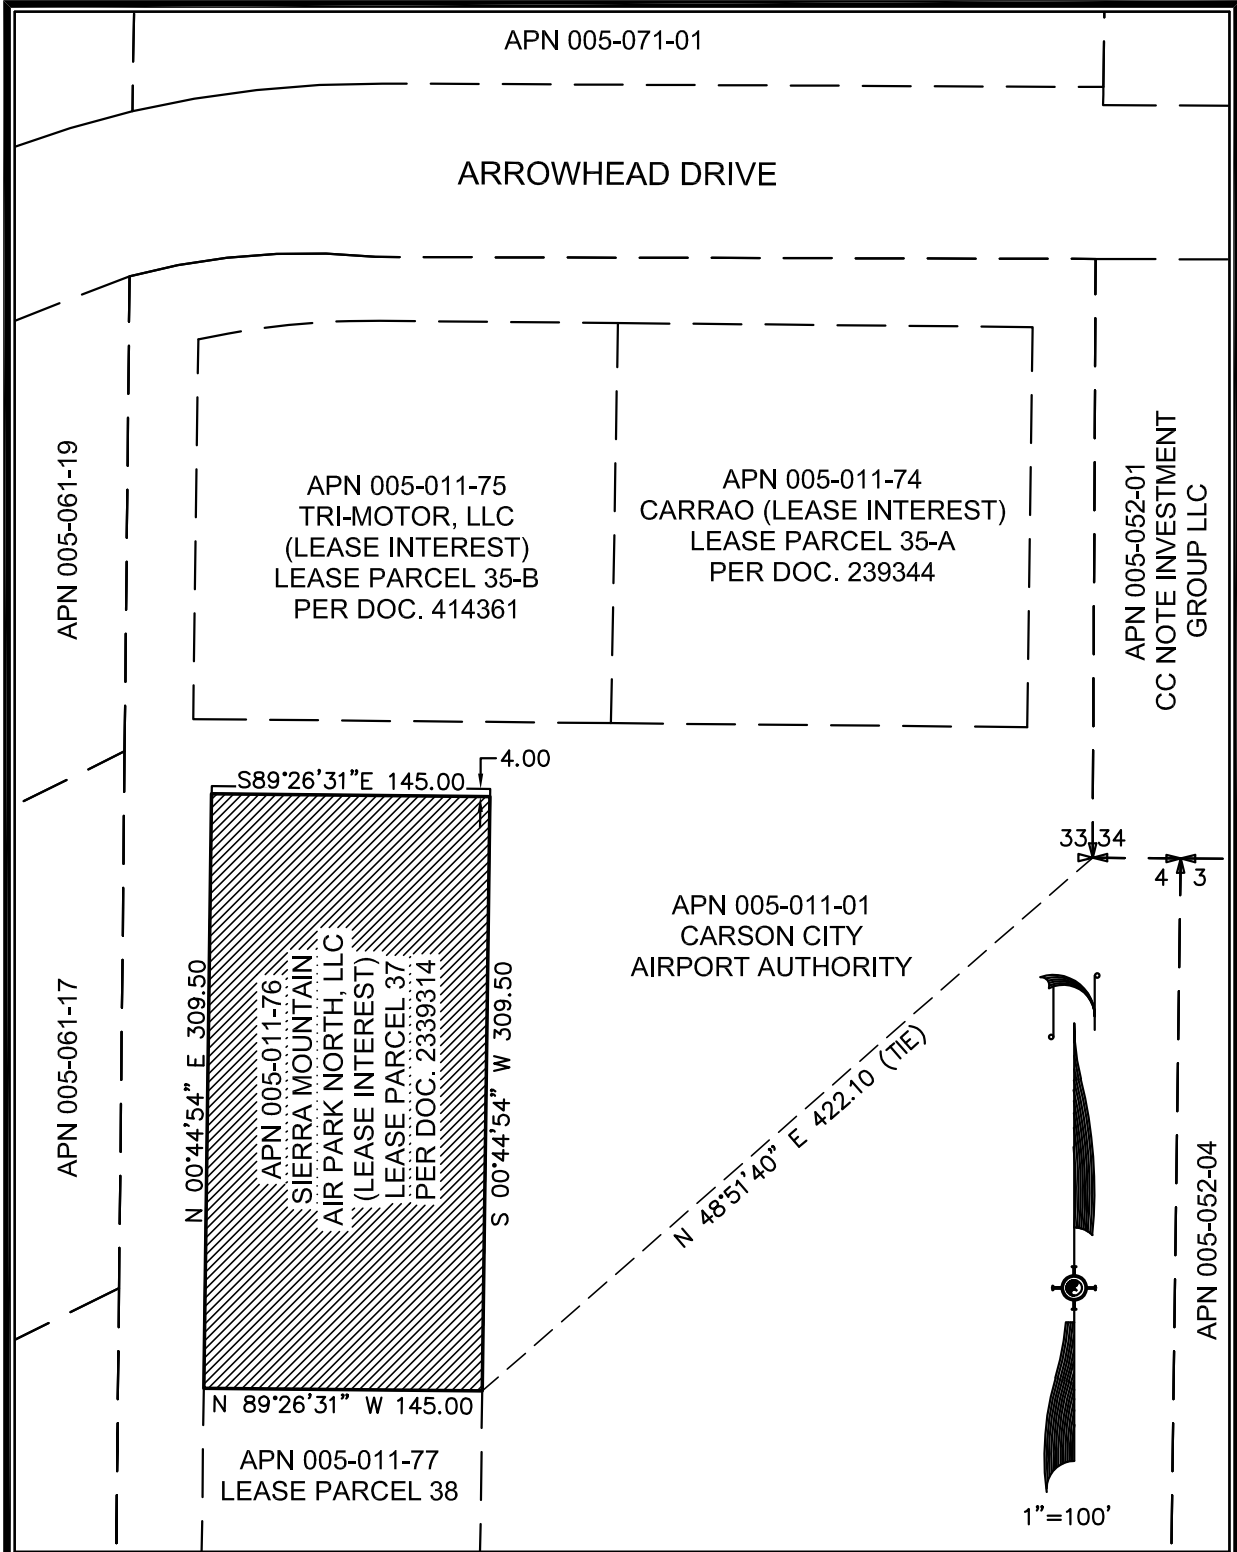 APN 005-071-01
ARROWHEAD DRIVE
APN 005-061-19
APN 005-011-75
TRI-MOTOR, LLC
(LEASE INTEREST)
LEASE PARCEL 35-B
PER DOC. 414361
APN 005-011-74
CARRAO (LEASE INTEREST)
LEASE PARCEL 35-A
PER DOC. 239344
APN 005-052-01
CC NOTE INVESTMENT
GROUP LLC
S89°26'31"E 145.00
4.00
33 34
4 3
APN 005-011-01
CARSON CITY
AIRPORT AUTHORITY
APN 005-061-17
N 00°44'54" E 309.50
APN 005-011-76
SIERRA MOUNTAIN
AIR PARK NORTH, LLC
(LEASE INTEREST)
LEASE PARCEL 37
PER DOC. 2339314
S 00°44'54" W 309.50
N 48°51'40" E 422.10 (TIE)
APN 005-052-04
N 89°26'31" W 145.00
APN 005-011-77
LEASE PARCEL 38
1"=100'